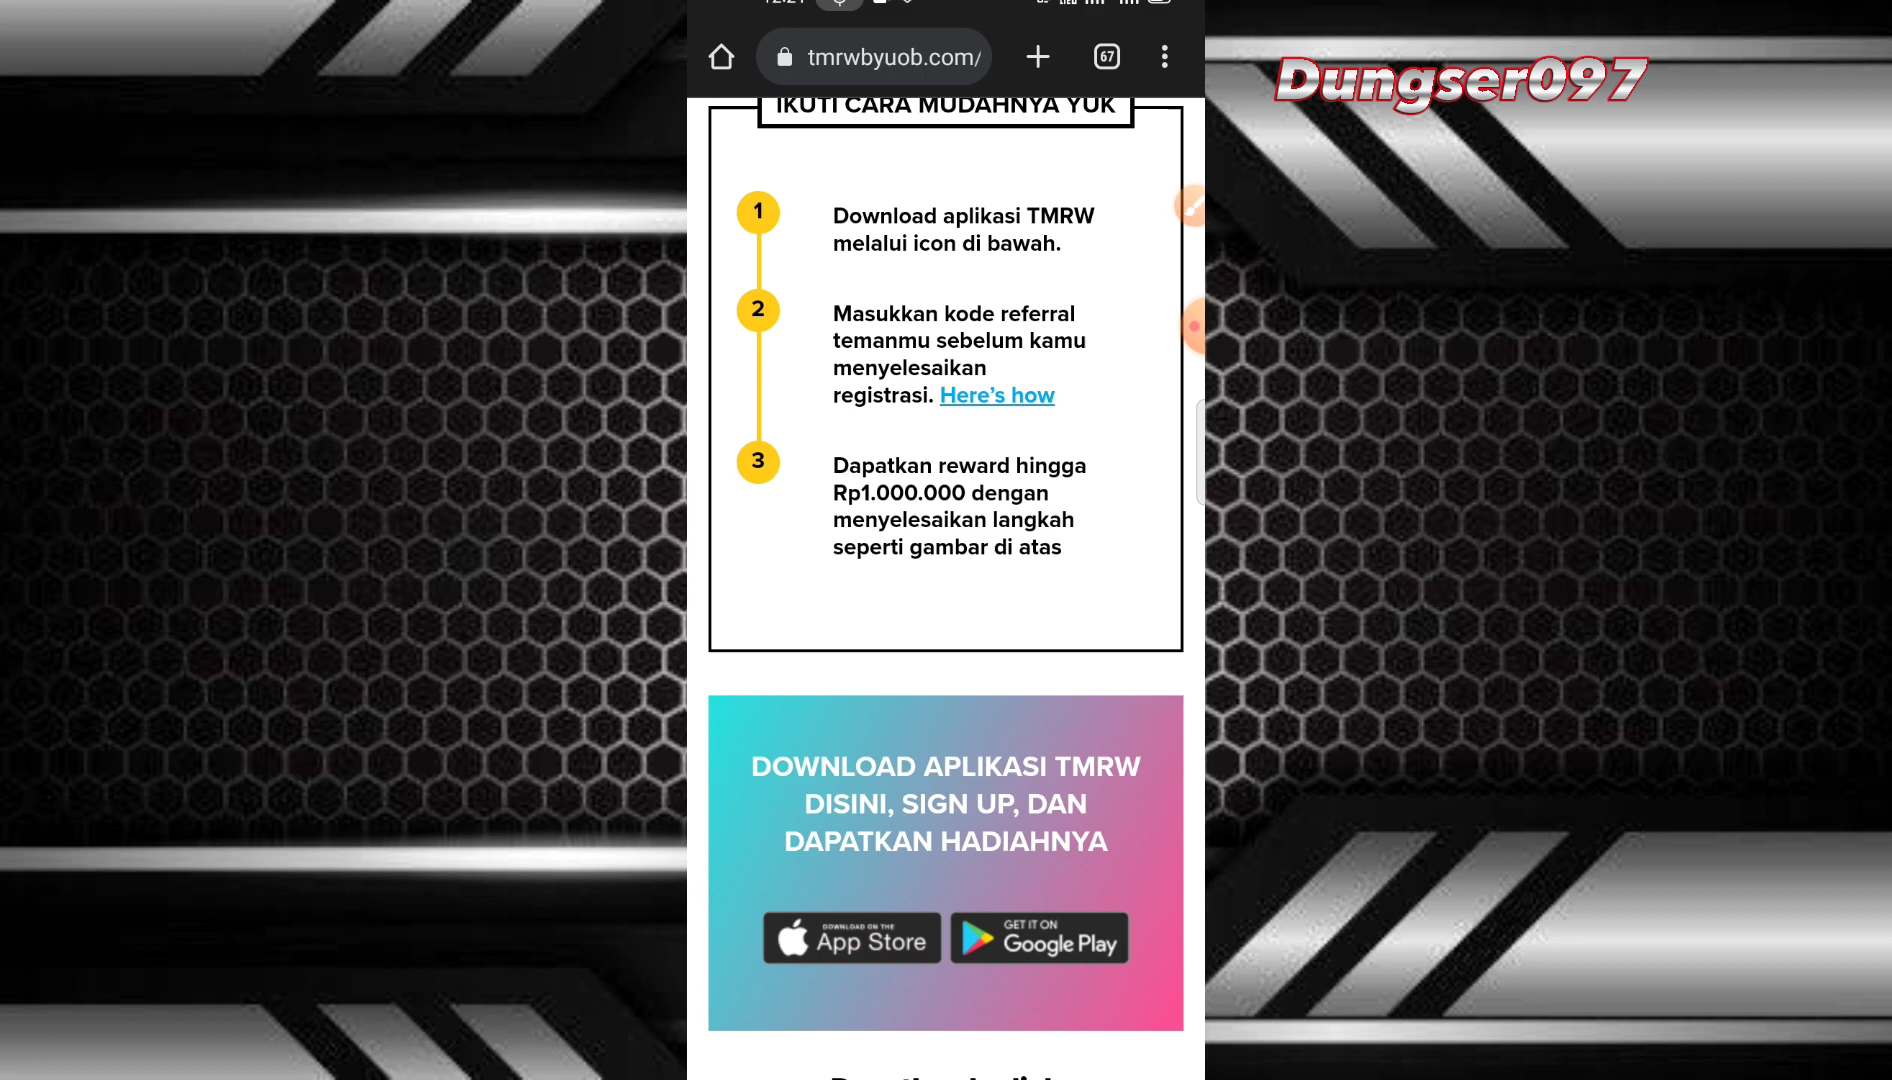 tmrwbyuob.com/
67
Dungser097
IKUTI CARA MUDAHNYA YUK
1
Download aplikasi TMRW
melalui icon di bawah.
2
Masukkan kode referral
temanmu sebelum kamu
menyelesaikan
registrasi. Here's how
3
Dapatkan reward hingga
Rp1.000.000 dengan
menyelesaikan langkah
seperti gambar di atas
DOWNLOAD APLIKASI TMRW
DISINI, SIGN UP, DAN
DAPATKAN HADIAHNYA
DOWNLOAD ON THE
App Store
GET IT ON
Google Play